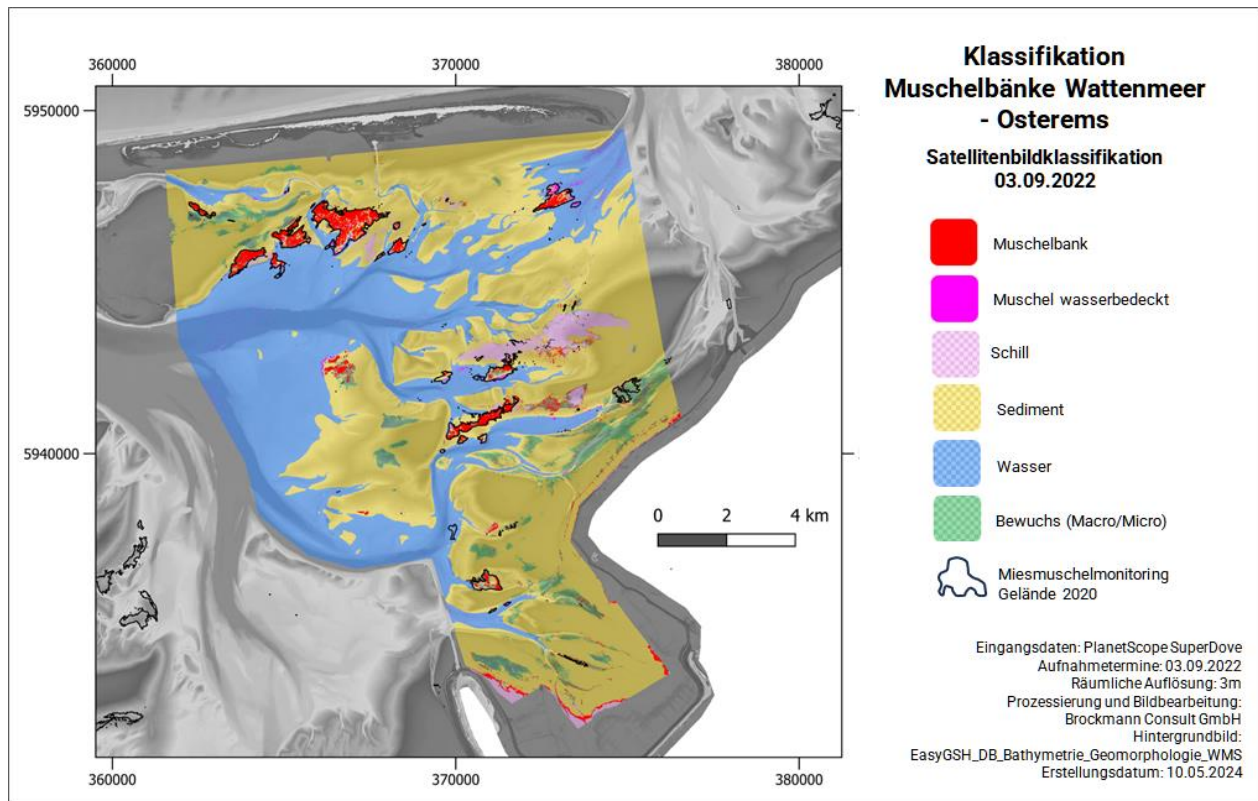 Klassifikation
Muschelbänke Wattenmeer
- Osterems
Satellitenbildklassifikation
03.09.2022
360000
370000
380000
5950000
5940000
0 2 4 km
360000
370000
380000
Muschelbank
Muschel wasserbedeckt
Schill
Sediment
Wasser
Bewuchs (Macro/Micro)
Miesmuschelmonitoring
Gelände 2020
Eingangsdaten: PlanetScope SuperDove
Aufnahmetermine: 03.09.2022
Räumliche Auflösung: 3m
Prozessierung und Bildbearbeitung:
Brockmann Consult GmbH
Hintergrundbild:
EasyGSH_DB_Bathymetrie_Geomorphologie_WMS
Erstellungsdatum: 10.05.2024